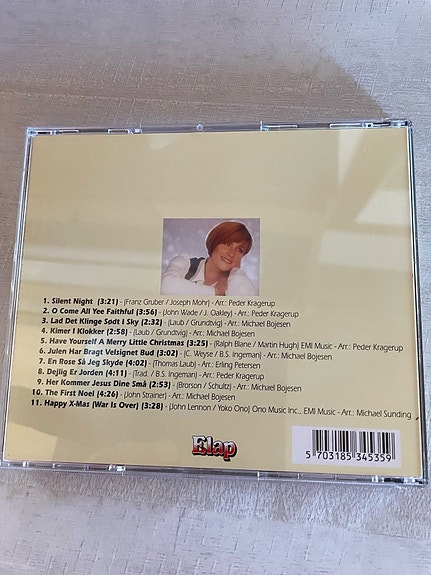 1. Silent Night (3:21) - (Franz Gruber / Joseph Mohr) - Arr.: Peder Kragerup
2. O Come All Yee Faithful (3:56) - (John Wade / J. Oakley) - Arr.: Peder Kragerup
3. Lad Det Klinge Sødt I Sky (2:32) - (Laub / Grundtvig) - Arr.: Michael Bojesen
4. Kimer I Klokker (2:58) - (Laub / Grundtvig) - Arr.: Michael Bojesen
5. Have Yourself A Merry Little Christmas (3:25) - (Ralph Blane / Martin Hugh) EMI Music - Arr.: Peder Kragerup
6. Julen Har Bragt Velsignet Bud (3:02) - (C. Weyse / B.S. Ingeman) - Arr.: Michael Bojesen
7. En Rose Så Jeg Skyde (4:02) - (Thomas Laub) - Arr.: Erling Petersen
8. Dejlig Er Jorden (4:11) - (Trad. / B.S. Ingeman) - Arr.: Peder Kragerup
9. Her Kommer Jesus Dine Små (2:53) - (Brorson / Schultz) - Arr.: Michael Bojesen
10. The First Noel (4:26) - (John Strainer) - Arr.: Michael Bojesen
11. Happy X-Mas (War Is Over) (3:28) - (John Lennon / Yoko Ono) Ono Music Inc., EMI Music - Arr.: Michael Sunding
Elap
5 703185 345359